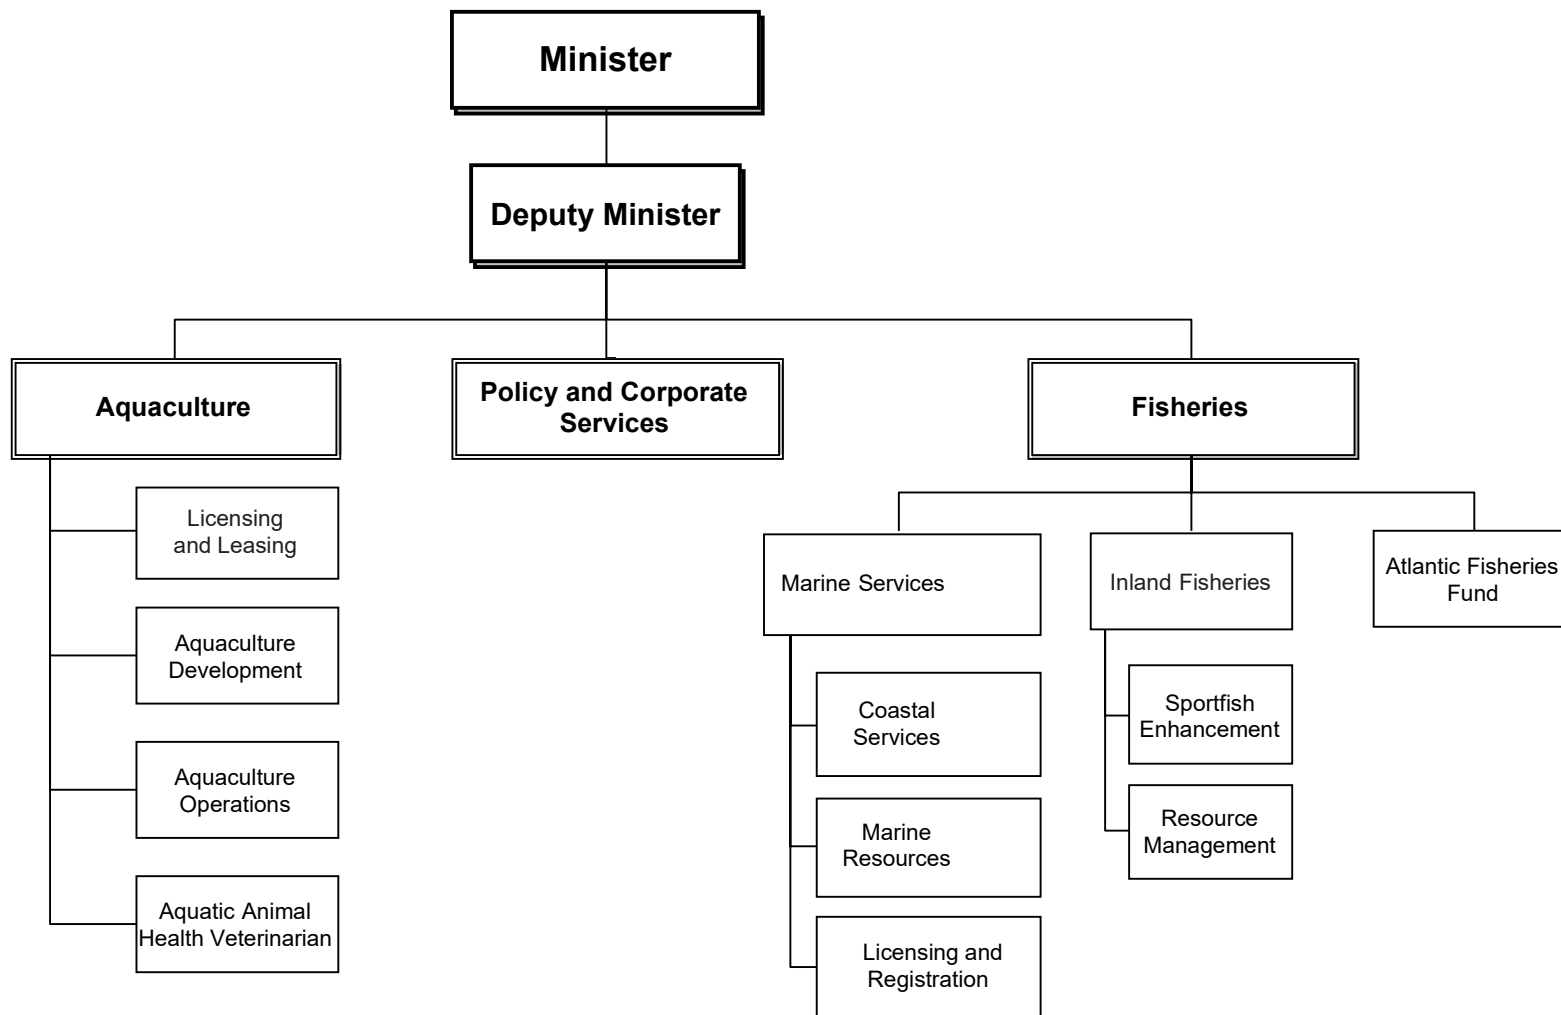 Minister
Deputy Minister
Aquaculture
Policy and Corporate
Services
Fisheries
Licensing
and Leasing
Aquaculture
Development
Aquaculture
Operations
Aquatic Animal
Health Veterinarian
Marine Services
Coastal
Services
Marine
Resources
Licensing and
Registration
Inland Fisheries
Sportfish
Enhancement
Resource
Management
Atlantic Fisheries
Fund